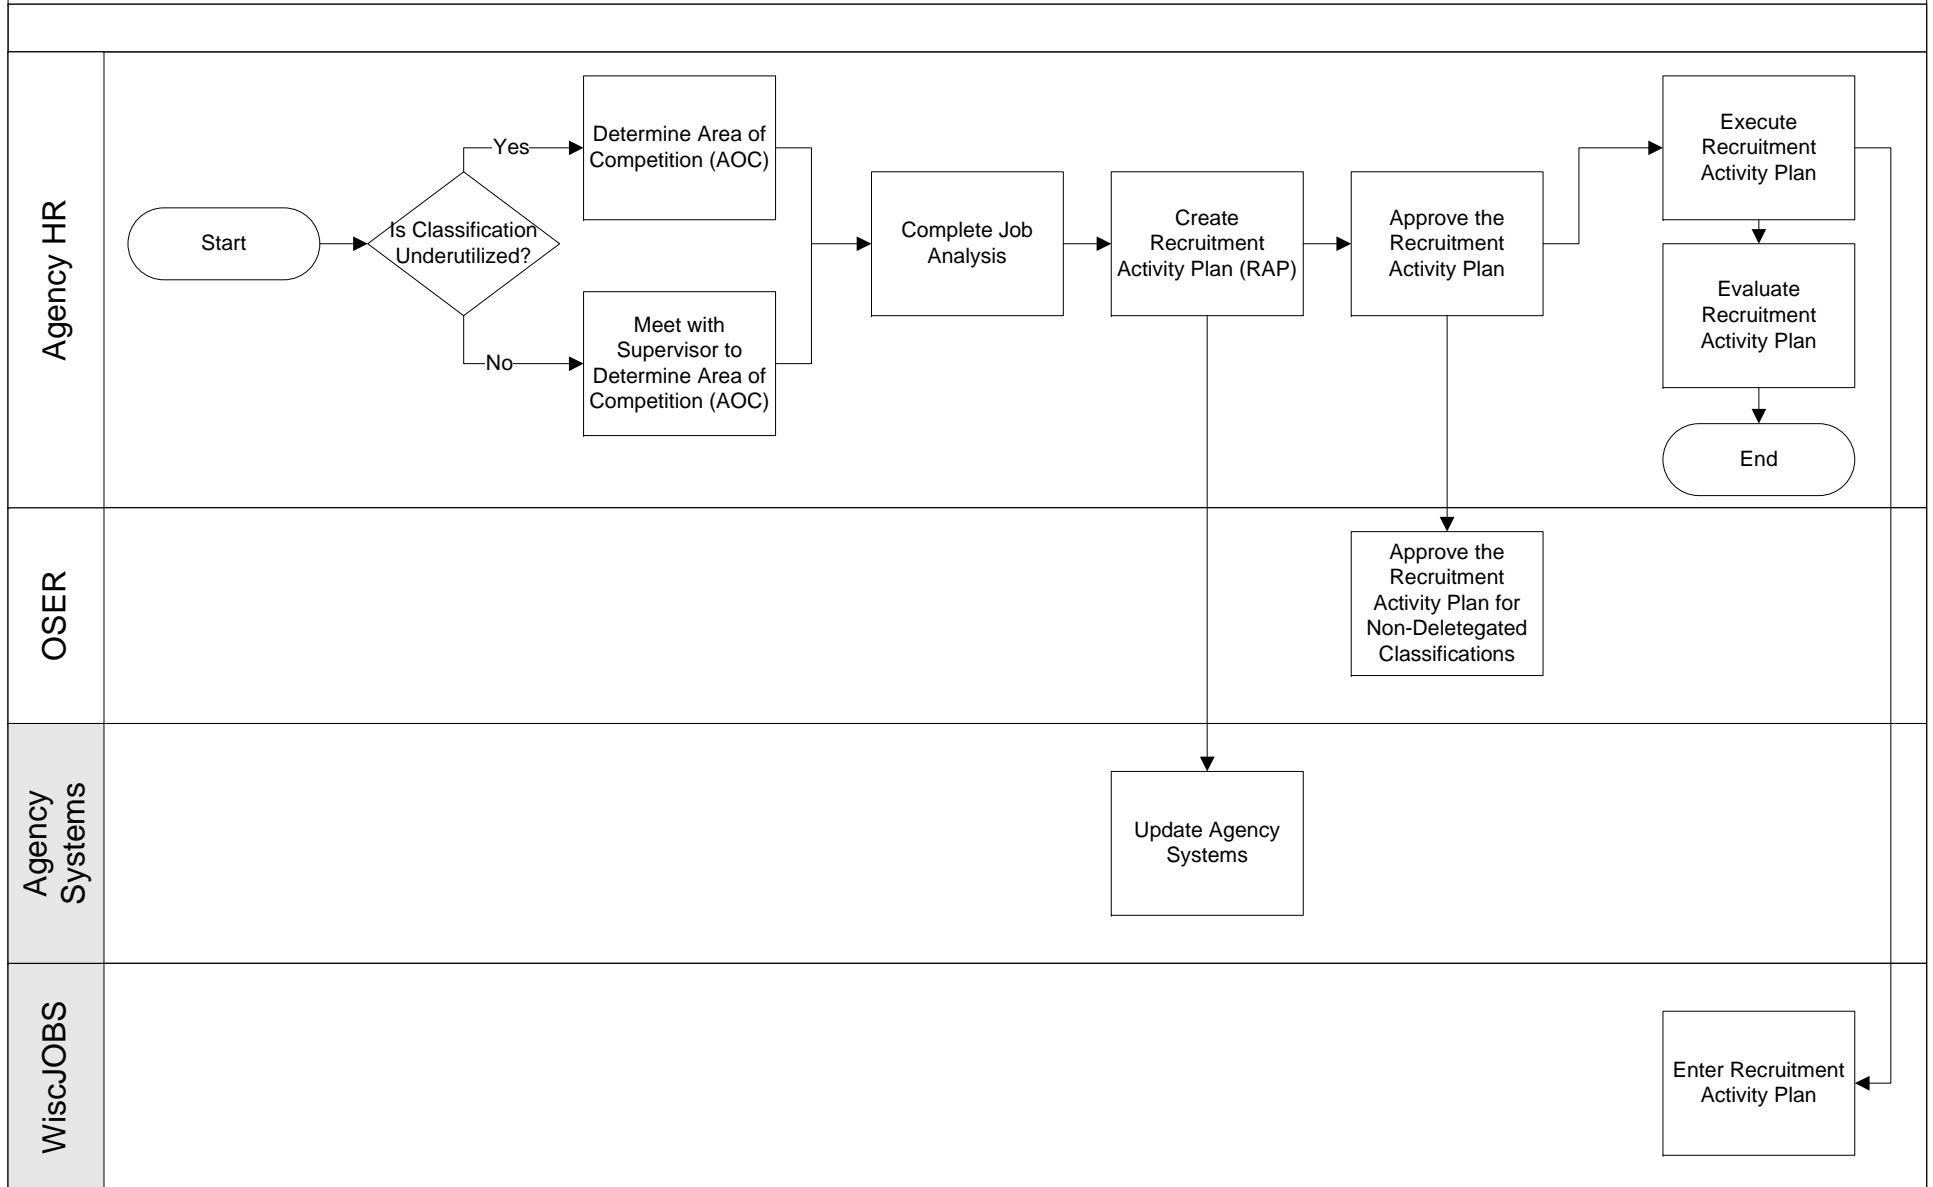 Agency HR
Start
Is Classification
Underutilized?
Yes
No
Determine Area of
Competition (AOC)
Meet with
Supervisor to
Determine Area of
Competition (AOC)
Complete Job
Analysis
Create
Recruitment
Activity Plan (RAP)
Approve the
Recruitment
Activity Plan
Execute
Recruitment
Activity Plan
Evaluate
Recruitment
Activity Plan
End
OSER
Approve the
Recruitment
Activity Plan for
Non-Deletegated
Classifications
Agency
Systems
Update Agency
Systems
WiscJOBS
Enter Recruitment
Activity Plan